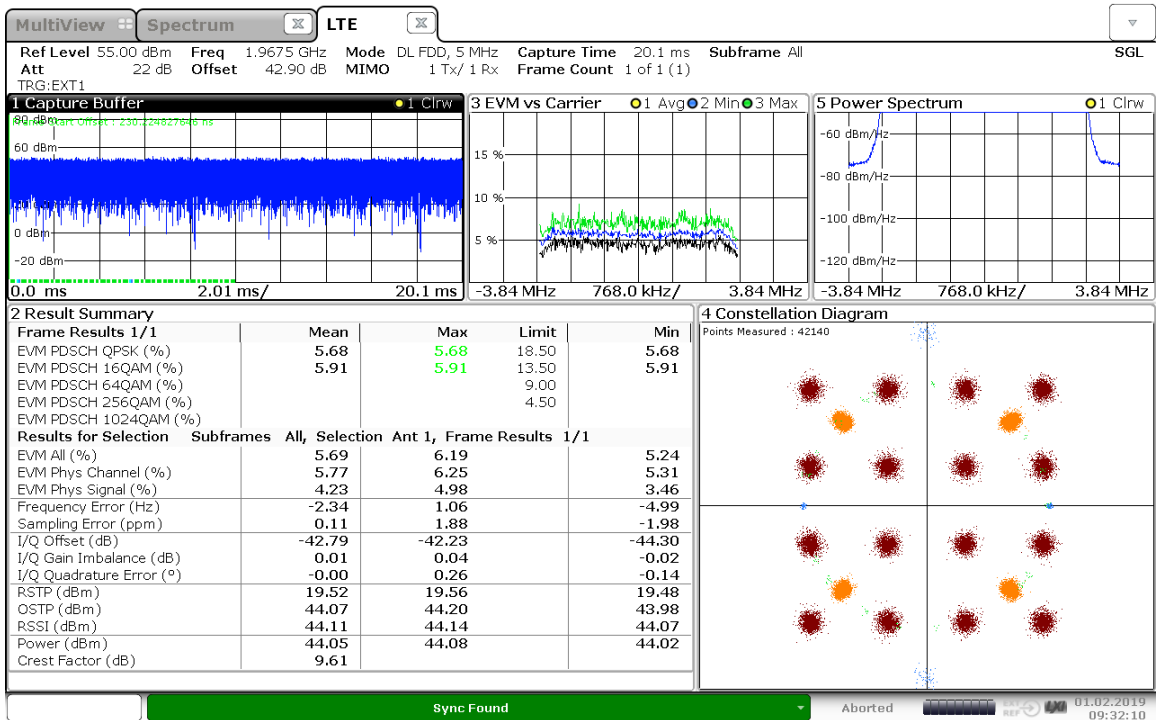 MultiView Spectrum LTE
Ref Level 55.00 dBm Freq 1.9675 GHz Mode DL FDD, 5 MHz Capture Time 20.1 ms Subframe All SGL
Att 22 dB Offset 42.90 dB MIMO 1 Tx/ 1 Rx Frame Count 1 of 1 (1)
TRG:EXT1
1 Capture Buffer 1 Clrw
Frame Start Offset : 230.224827646 ns
80 dBm
60 dBm
0 dBm
-20 dBm
0.0 ms 2.01 ms/ 20.1 ms
3 EVM vs Carrier 1 Avg 2 Min 3 Max
15 %
10 %
5 %
-3.84 MHz 768.0 kHz/ 3.84 MHz
5 Power Spectrum 1 Clrw
-60 dBm/Hz
-80 dBm/Hz
-100 dBm/Hz
-120 dBm/Hz
-3.84 MHz 768.0 kHz/ 3.84 MHz
2 Result Summary
Frame Results 1/1 Mean Max Limit Min
EVM PDSCH QPSK (%) 5.68 5.68 18.50 5.68
EVM PDSCH 16QAM (%) 5.91 5.91 13.50 5.91
EVM PDSCH 64QAM (%) 9.00
EVM PDSCH 256QAM (%) 4.50
EVM PDSCH 1024QAM (%)
Results for Selection Subframes All, Selection Ant 1, Frame Results 1/1
EVM All (%) 5.69 6.19 5.24
EVM Phys Channel (%) 5.77 6.25 5.31
EVM Phys Signal (%) 4.23 4.98 3.46
Frequency Error (Hz) -2.34 1.06 -4.99
Sampling Error (ppm) 0.11 1.88 -1.98
I/Q Offset (dB) -42.79 -42.23 -44.30
I/Q Gain Imbalance (dB) 0.01 0.04 -0.02
I/Q Quadrature Error (°) -0.00 0.26 -0.14
RSTP (dBm) 19.52 19.56 19.48
OSTP (dBm) 44.07 44.20 43.98
RSSI (dBm) 44.11 44.14 44.07
Power (dBm) 44.05 44.08 44.02
Crest Factor (dB) 9.61
4 Constellation Diagram
Points Measured : 42140
Sync Found Aborted EXT REF LXI 01.02.2019
09:32:10